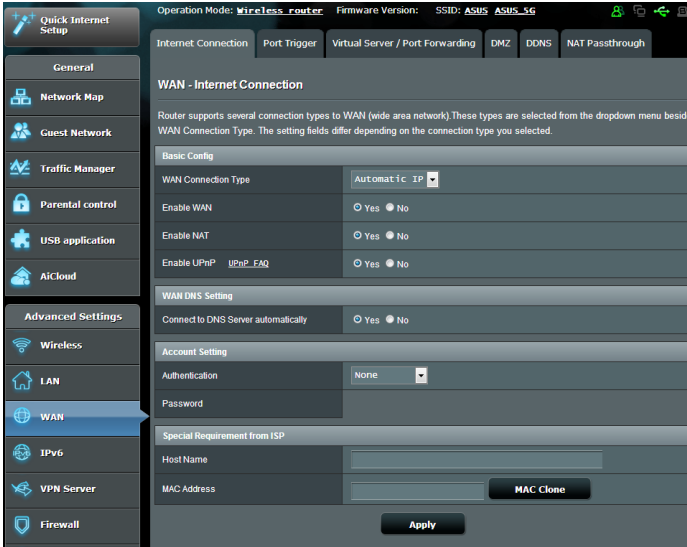 Quick Internet
Setup
General
Network Map
Guest Network
Traffic Manager
Parental control
USB application
AiCloud
Advanced Settings
Wireless
LAN
WAN
IPv6
VPN Server
Firewall
Operation Mode: Wireless router Firmware Version: SSID: ASUS ASUS_5G
Internet Connection Port Trigger Virtual Server / Port Forwarding DMZ DDNS NAT Passthrough
WAN - Internet Connection
Router supports several connection types to WAN (wide area network).These types are selected from the dropdown menu besid
WAN Connection Type. The setting fields differ depending on the connection type you selected.
Basic Config
WAN Connection Type Automatic IP
Enable WAN Yes No
Enable NAT Yes No
Enable UPnP UPnP FAQ Yes No
WAN DNS Setting
Connect to DNS Server automatically Yes No
Account Setting
Authentication None
Password
Special Requirement from ISP
Host Name
MAC Address MAC Clone
Apply